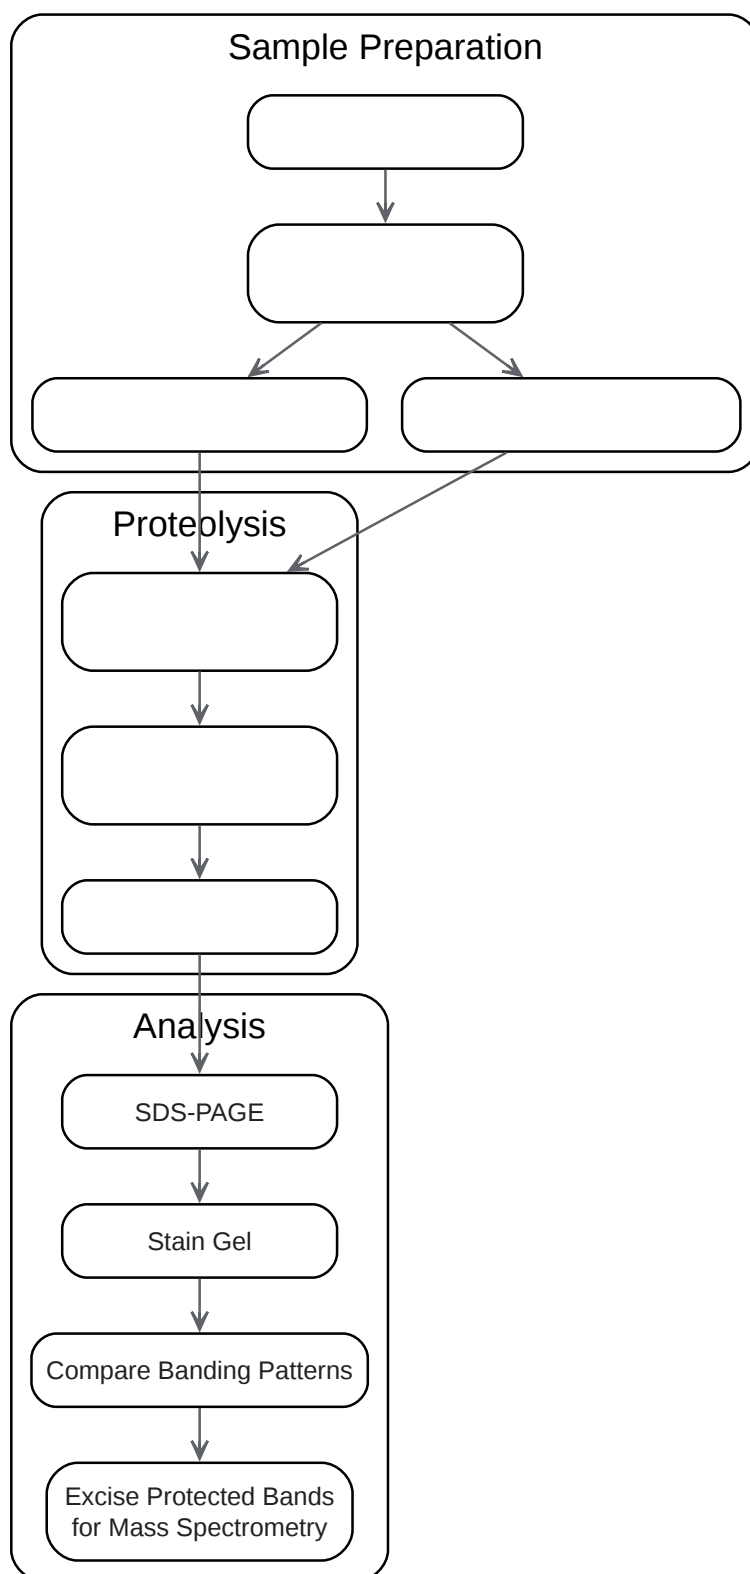 Sample Preparation
Proteolysis
Analysis
SDS-PAGE
Stain Gel
Compare Banding Patterns
Excise Protected Bands
for Mass Spectrometry